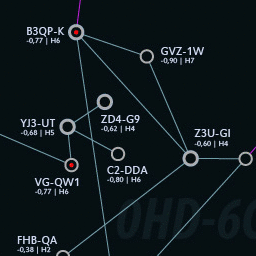 B3QP-K
-0,77 | H6
GVZ-1W
-0,90 | H7
ZD4-G9
-0,62 | H4
YJ3-UT
-0,68 | H5
Z3U-GI
-0,60 | H4
C2-DDA
-0,80 | H6
VG-QW1
-0,77 | H6
0HD-6
FHB-QA
-0,38 | H2